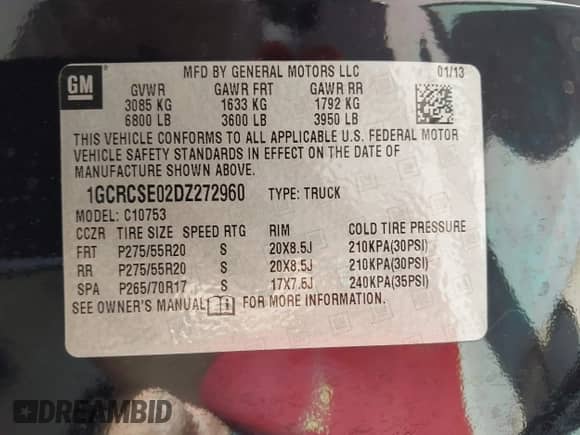 GM
MFD BY GENERAL MOTORS LLC 01/13
GVWR GAWR FRT GAWR RR
3085 KG 1633 KG 1792 KG
6800 LB 3600 LB 3950 LB
THIS VEHICLE CONFORMS TO ALL APPLICABLE U.S. FEDERAL MOTOR
VEHICLE SAFETY STANDARDS IN EFFECT ON THE DATE OF
MANUFACTURE SHOWN ABOVE.
1GCRCSE02DZ272960 TYPE: TRUCK
MODEL: C10753
CCZR TIRE SIZE SPEED RTG RIM COLD TIRE PRESSURE
FRT P275/55R20 S 20X8.5J 210KPA(30PSI)
RR P275/55R20 S 20X8.5J 210KPA(30PSI)
SPA P265/70R17 S 17X7.5J 240KPA(35PSI)
SEE OWNER'S MANUAL FOR MORE INFORMATION.
DREAMBID